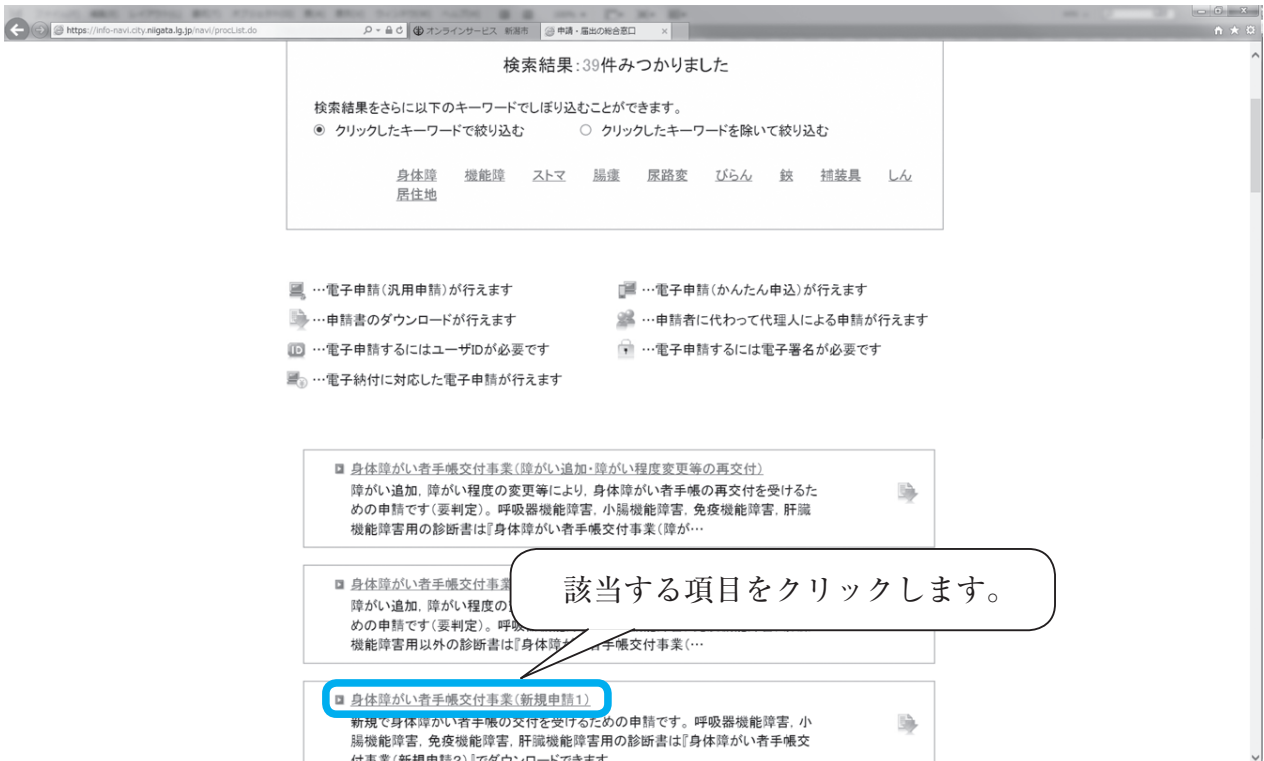 https://info-navi.city.niigata.lg.jp/navi/procList.do
オンラインサービス 新潟市
申請・届出の総合窓口
検索結果:39件みつかりました
検索結果をさらに以下のキーワードでしぼり込むことができます。
クリックしたキーワードで絞り込む
クリックしたキーワードを除いて絞り込む
身体障 機能障 ストマ 腸瘻 尿路変 びらん 鋏 補装具 しん
居住地
…電子申請(汎用申請)が行えます
…電子申請(かんたん申込)が行えます
…申請書のダウンロードが行えます
…申請者に代わって代理人による申請が行えます
ID …電子申請するにはユーザIDが必要です
…電子申請するには電子署名が必要です
…電子納付に対応した電子申請が行えます
身体障がい者手帳交付事業(障がい追加・障がい程度変更等の再交付)
障がい追加, 障がい程度の変更等により, 身体障がい者手帳の再交付を受けるた
めの申請です(要判定)。呼吸器機能障害, 小腸機能障害, 免疫機能障害, 肝臓
機能障害用の診断書は『身体障がい者手帳交付事業(障が…
身体障がい者手帳交付事業
障がい追加, 障がい程度の
めの申請です(要判定)。呼吸
機能障害用以外の診断書は『身体障が 者手帳交付事業(…
該当する項目をクリックします。
身体障がい者手帳交付事業(新規申請1)
新規で身体障がい者手帳の交付を受けるための申請です。呼吸器機能障害, 小
腸機能障害, 免疫機能障害, 肝臓機能障害用の診断書は『身体障がい者手帳交
付事業(新規申請2)』でダウンロードできます